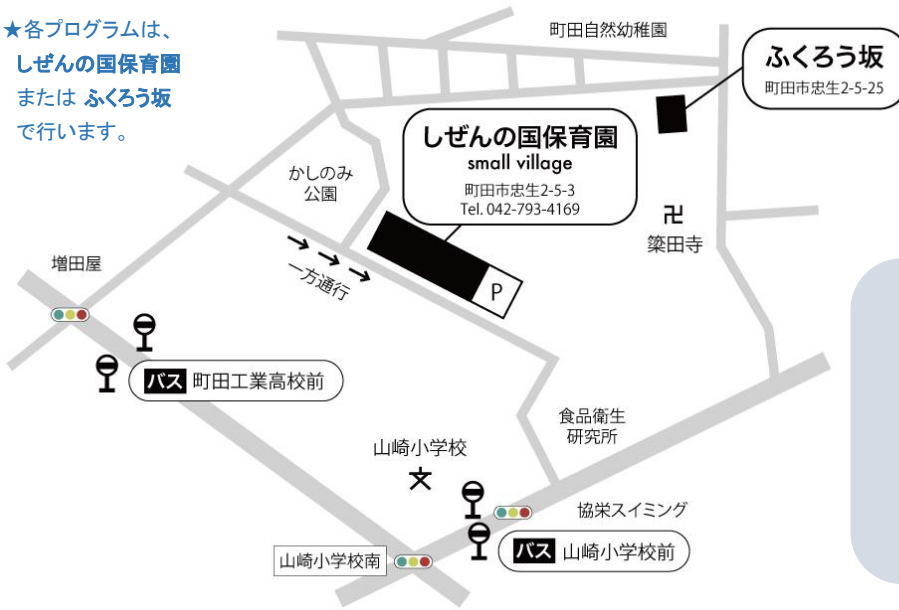 ★各プログラムは、
しぜんの国保育園
または ふくろう坂
で行います。
町田自然幼稚園
ふくろう坂
町田市忠生2-5-25
しぜんの国保育園
small village
町田市忠生2-5-3
Tel. 042-793-4169
かしのみ
公園
卍
簗田寺
一方通行
P
増田屋
バス 町田工業高校前
食品衛生
研究所
山崎小学校
文
協栄スイミング
バス 山崎小学校前
山崎小学校南